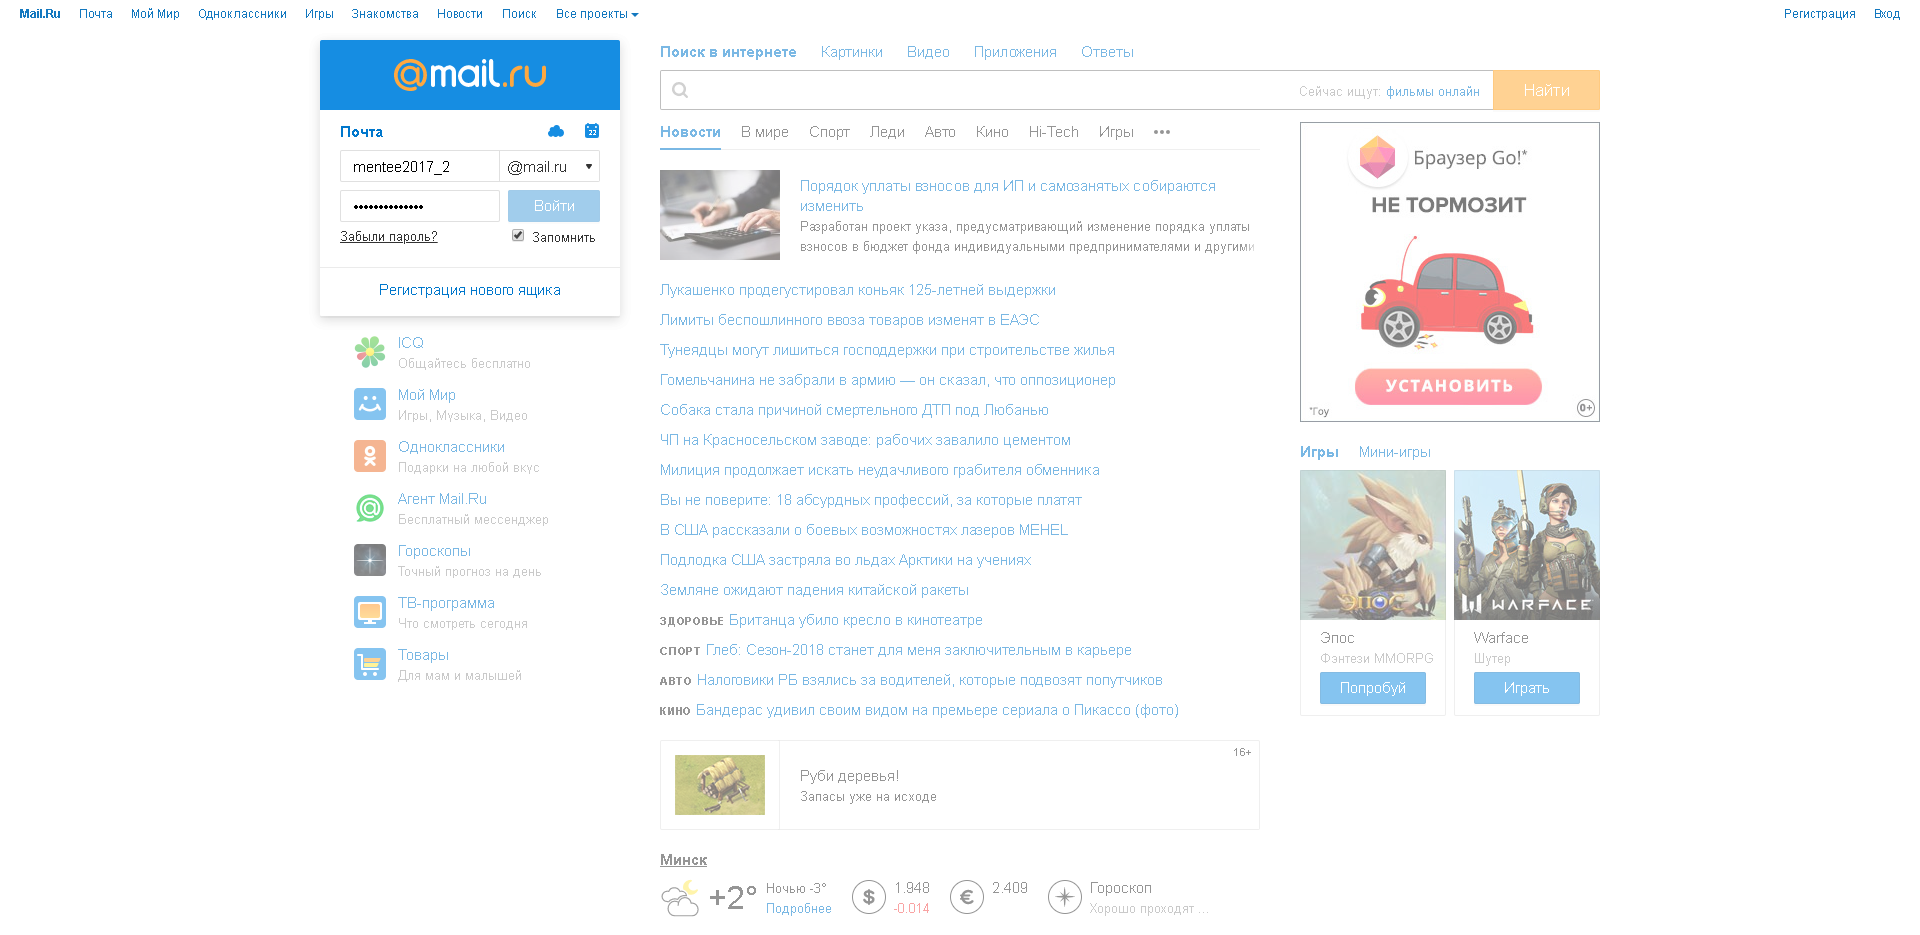 Mail.Ru Почта Мой Мир Одноклассники Игры Знакомства Новости Поиск Все проекты
Регистрация Вход
@mail.ru
Почта
22
mentee2017_2
@mail.ru
••••••••••••••
Войти
Забыли пароль?
Запомнить
Регистрация нового ящика
ICQ
Общайтесь бесплатно
Мой Мир
Игры, Музыка, Видео
Одноклассники
Подарки на любой вкус
Агент Mail.Ru
Бесплатный мессенджер
Гороскопы
Точный прогноз на день
ТВ-программа
Что смотреть сегодня
Товары
Для мам и малышей
Поиск в интернете Картинки Видео Приложения Ответы
Сейчас ищут: фильмы онлайн
Найти
Новости В мире Спорт Леди Авто Кино Hi-Tech Игры •••
Порядок уплаты взносов для ИП и самозанятых собираются
изменить
Разработан проект указа, предусматривающий изменение порядка уплаты
взносов в бюджет фонда индивидуальными предпринимателями и другими
Лукашенко продегустировал коньяк 125-летней выдержки
Лимиты беспошлинного ввоза товаров изменят в ЕАЭС
Тунеядцы могут лишиться господдержки при строительстве жилья
Гомельчанина не забрали в армию — он сказал, что оппозиционер
Собака стала причиной смертельного ДТП под Любанью
ЧП на Красносельском заводе: рабочих завалило цементом
Милиция продолжает искать неудачливого грабителя обменника
Вы не поверите: 18 абсурдных профессий, за которые платят
В США рассказали о боевых возможностях лазеров MEHEL
Подлодка США застряла во льдах Арктики на учениях
Земляне ожидают падения китайской ракеты
ЗДОРОВЬЕ Британца убило кресло в кинотеатре
СПОРТ Глеб: Сезон-2018 станет для меня заключительным в карьере
АВТО Налоговики РБ взялись за водителей, которые подвозят попутчиков
КИНО Бандерас удивил своим видом на премьере сериала о Пикассо (фото)
16+
Руби деревья!
Запасы уже на исходе
Минск
+2°
Ночью -3°
Подробнее
$
1.948
-0.014
€
2.409
Гороскоп
Хорошо проходят ...
Браузер Go!*
НЕ ТОРМОЗИТ
УСТАНОВИТЬ
*Гоу
0+
Игры Мини-игры
ЭПОС
WARFACE
Эпос
Фэнтези MMORPG
Попробуй
Warface
Шутер
Играть